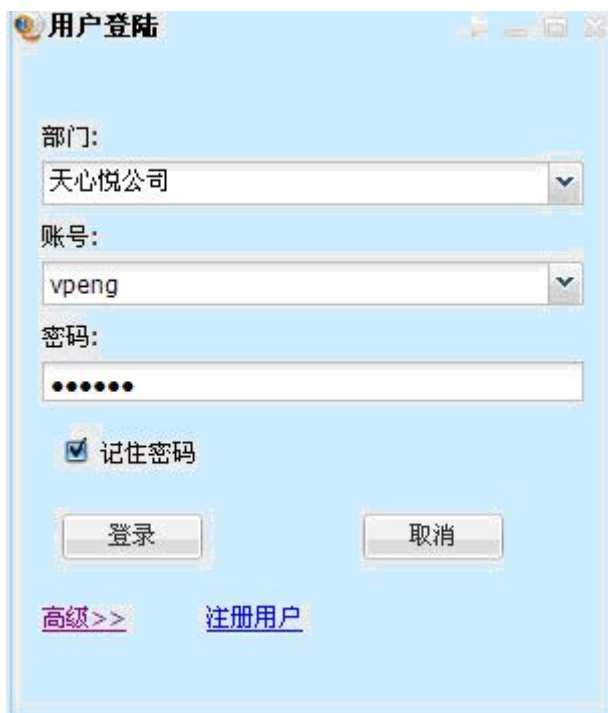 用户登陆
部门:
天心悦公司
账号:
vpeng
密码:
●●●●●●
记住密码
登录 取消
高级>> 注册用户